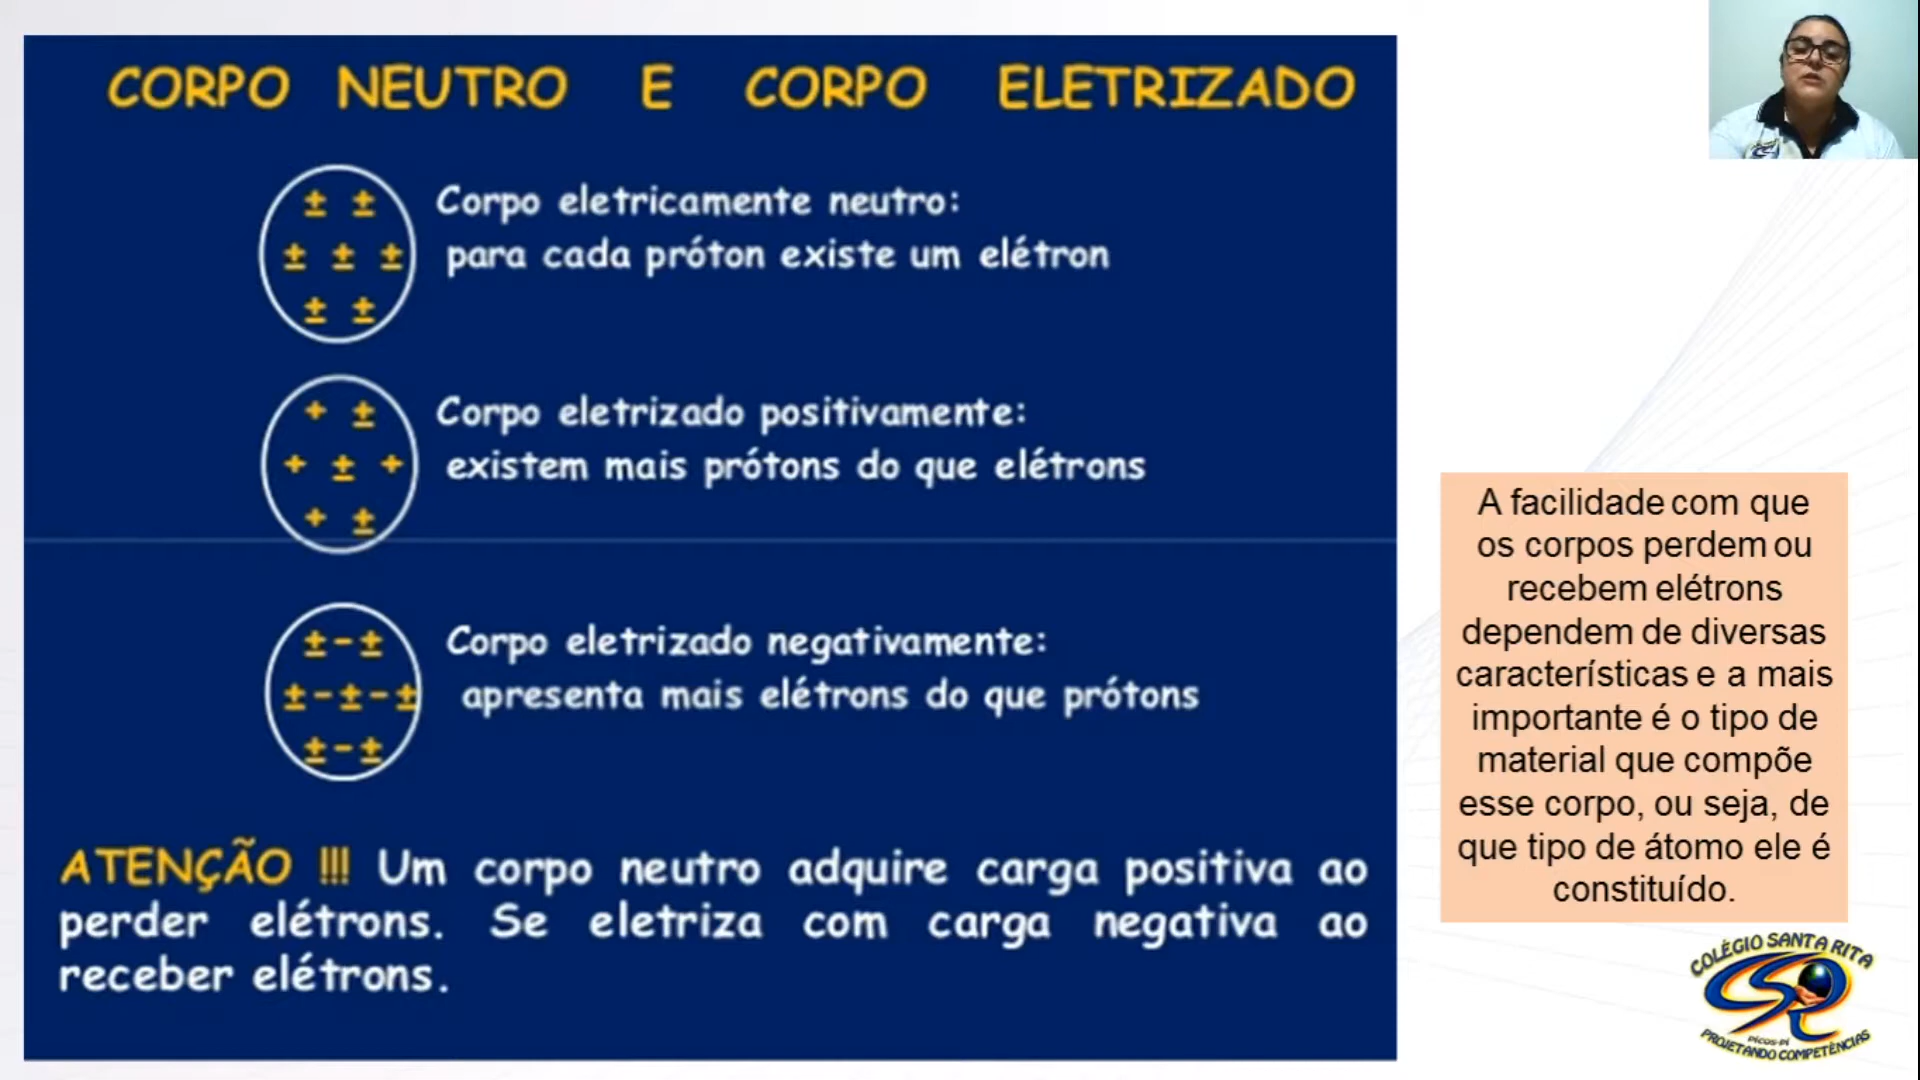 CORPO NEUTRO E CORPO ELETRIZADO
± ±
± ± ±
± ±
Corpo eletricamente neutro:
para cada próton existe um elétron
+ ±
+ ± +
+ ±
Corpo eletrizado positivamente:
existem mais prótons do que elétrons
±-±
±-±-±
±-±
Corpo eletrizado negativamente:
apresenta mais elétrons do que prótons
ATENÇÃO !!! Um corpo neutro adquire carga positiva ao
perder elétrons. Se eletriza com carga negativa ao
receber elétrons.
A facilidade com que
os corpos perdem ou
recebem elétrons
dependem de diversas
características e a mais
importante é o tipo de
material que compõe
esse corpo, ou seja, de
que tipo de átomo ele é
constituído.
COLÉGIO SANTA RITA
PICOS-PI
PROJETANDO COMPETÊNCIAS